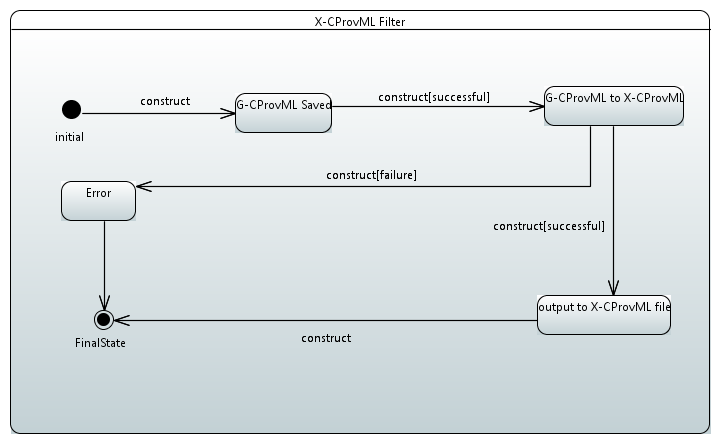 X-CProvML Filter
construct
G-CProvML Saved
construct[successful]
G-CProvML to X-CProvML
initial
construct[failure]
Error
construct[successful]
output to X-CProvML file
FinalState
construct